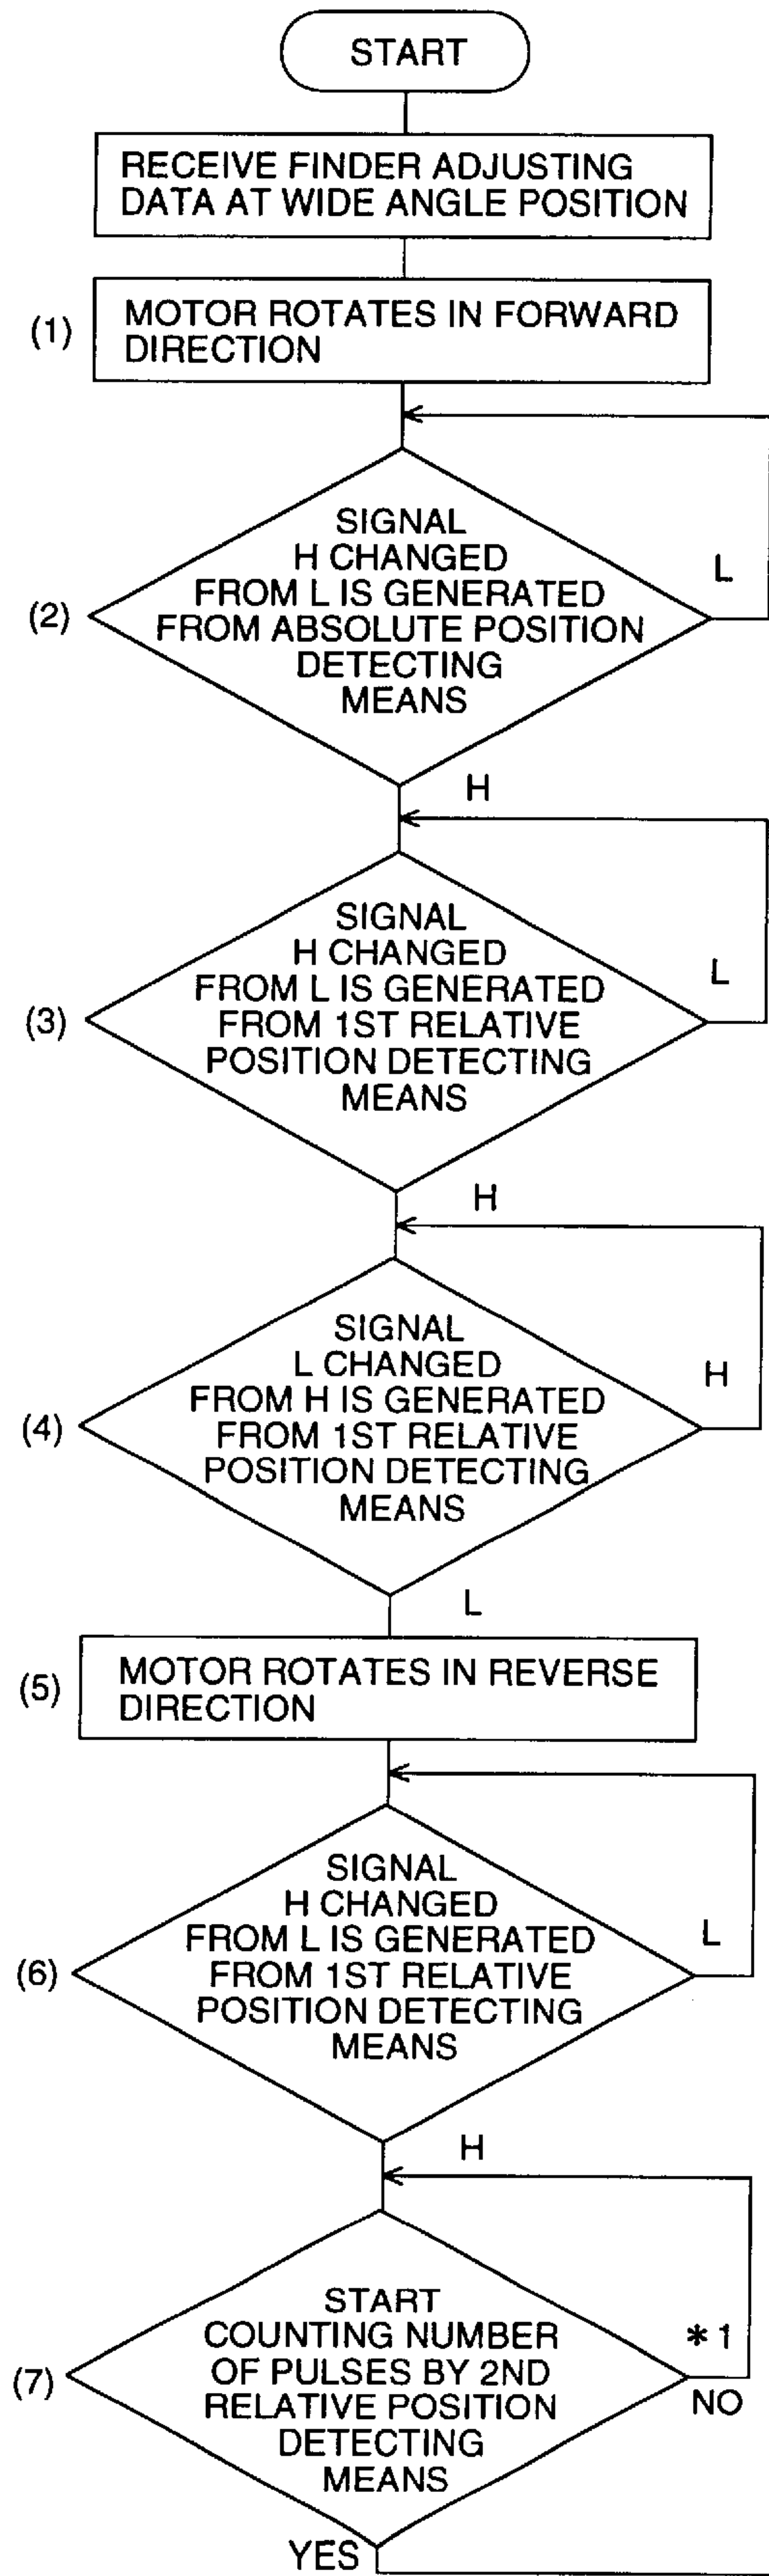 START
RECEIVE FINDER ADJUSTING
DATA AT WIDE ANGLE POSITION
(1)
MOTOR ROTATES IN FORWARD
DIRECTION
(2)
SIGNAL
H CHANGED
FROM L IS GENERATED
FROM ABSOLUTE POSITION
DETECTING
MEANS
L
H
(3)
SIGNAL
H CHANGED
FROM L IS GENERATED
FROM 1ST RELATIVE
POSITION DETECTING
MEANS
L
H
(4)
SIGNAL
L CHANGED
FROM H IS GENERATED
FROM 1ST RELATIVE
POSITION DETECTING
MEANS
H
L
(5)
MOTOR ROTATES IN REVERSE
DIRECTION
(6)
SIGNAL
H CHANGED
FROM L IS GENERATED
FROM 1ST RELATIVE
POSITION DETECTING
MEANS
L
H
(7)
START
COUNTING NUMBER
OF PULSES BY 2ND
RELATIVE POSITION
DETECTING
MEANS
*1
NO
YES